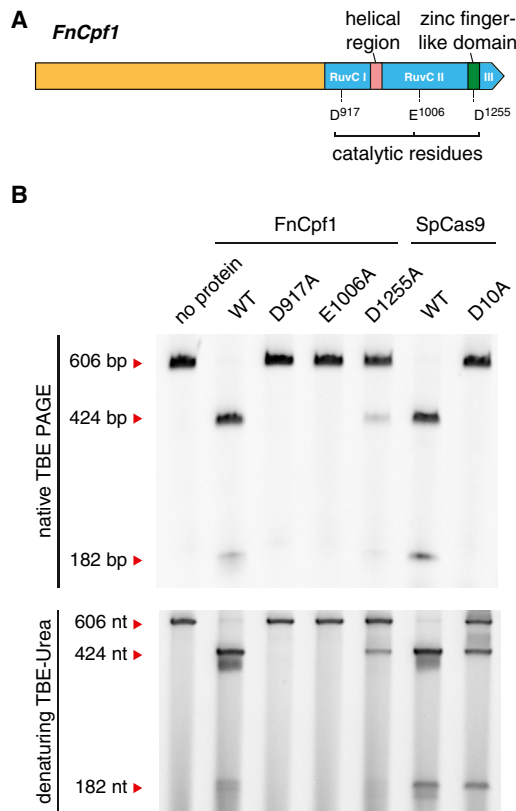 A
FnCpf1
helical
region
zinc finger-
like domain
RuvC I
RuvC II
III
D917
E1006
D1255
catalytic residues
B
FnCpf1
SpCas9
no protein
WT
D917A
E1006A
D1255A
WT
D10A
native TBE PAGE
606 bp
424 bp
182 bp
denaturing TBE-Urea
606 nt
424 nt
182 nt